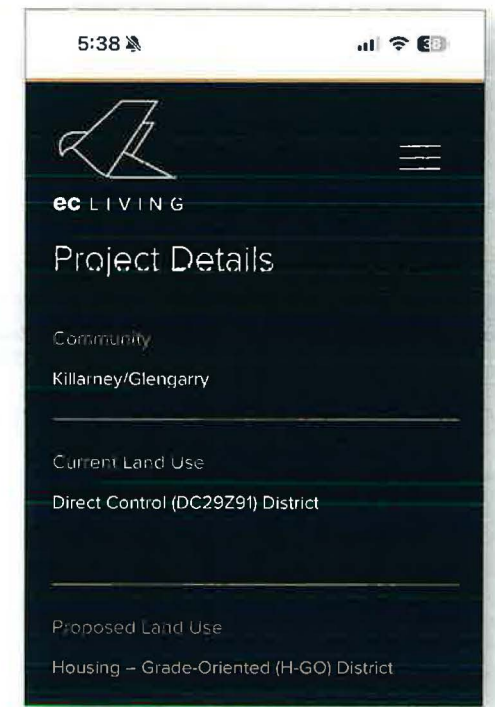 5:38
38
ec LIVING
Project Details
Community
Killarney/Glengarry
Current Land Use
Direct Control (DC29Z91) District
Proposed Land Use
Housing – Grade-Oriented (H-GO) District